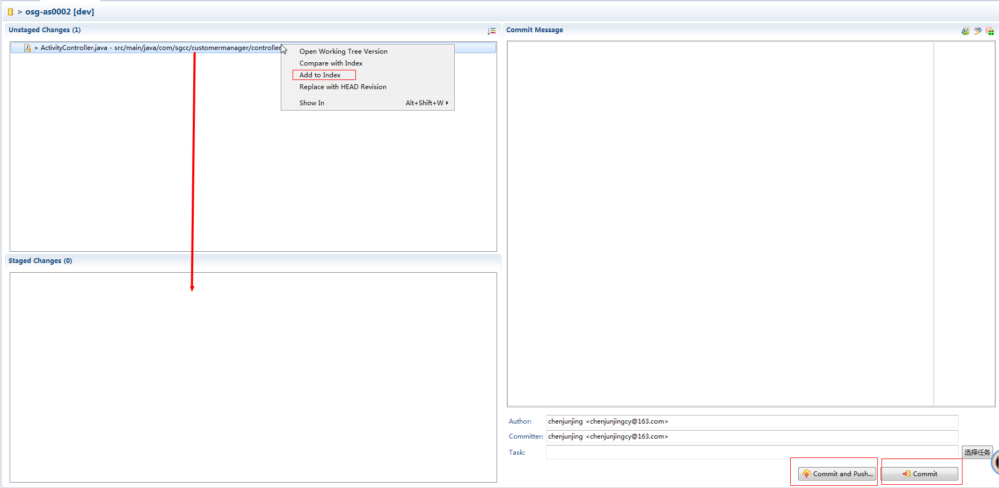 > osg-as0002 [dev]
Unstaged Changes (1)
> ActivityController.java - src/main/java/com/sgcc/customermanager/controller
Open Working Tree Version
Compare with Index
Add to Index
Replace with HEAD Revision
Show In Alt+Shift+W
Staged Changes (0)
Commit Message
Author: chenjunjing <chenjunjingcy@163.com>
Committer: chenjunjing <chenjunjingcy@163.com>
Task: 选择任务
Commit and Push... Commit